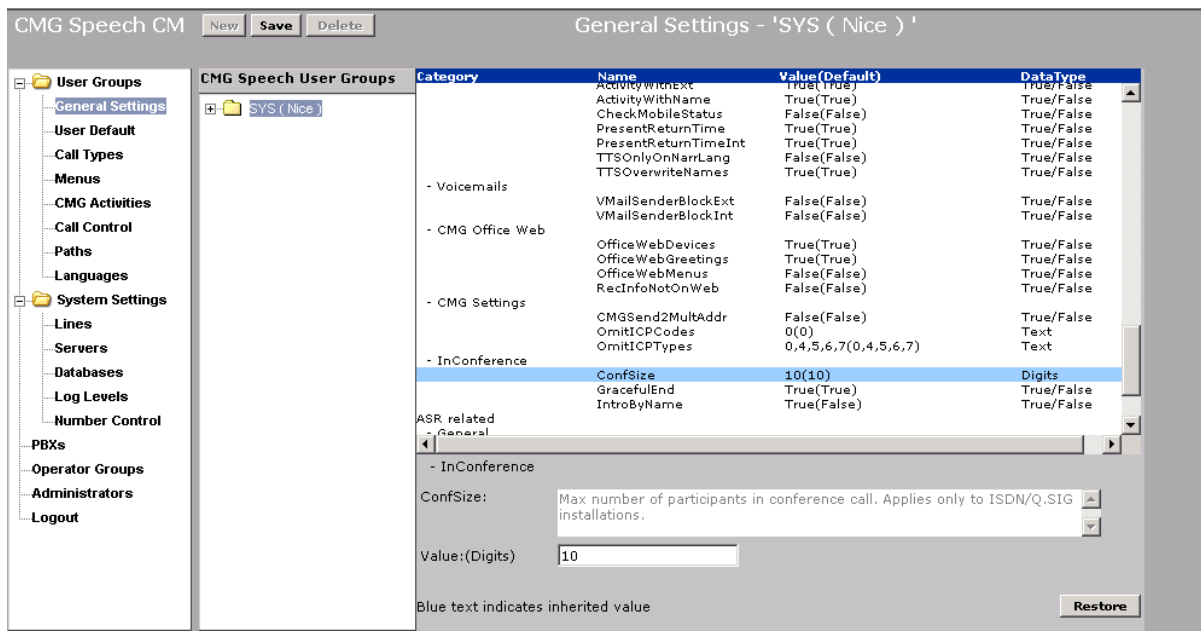 CMG Speech CM New Save Delete General Settings - 'SYS ( Nice ) '
User Groups
General Settings
User Default
Call Types
Menus
CMG Activities
Call Control
Paths
Languages
System Settings
Lines
Servers
Databases
Log Levels
Number Control
PBXs
Operator Groups
Administrators
Logout
CMG Speech User Groups
SYS ( Nice )
Category Name Value(Default) DataType
ActivityWithExt True(True) True/False
ActivityWithName True(True) True/False
CheckMobileStatus False(False) True/False
PresentReturnTime True(True) True/False
PresentReturnTimeInt True(True) True/False
TTSOnlyOnNarrLang False(False) True/False
TTSOverwriteNames True(True) True/False
- Voicemails
VMailSenderBlockExt False(False) True/False
VMailSenderBlockInt False(False) True/False
- CMG Office Web
OfficeWebDevices True(True) True/False
OfficeWebGreetings True(True) True/False
OfficeWebMenus False(False) True/False
RecInfoNotOnWeb False(False) True/False
- CMG Settings
CMGSend2MultAddr False(False) True/False
OmitICPCodes 0(0) Text
OmitICPTypes 0,4,5,6,7(0,4,5,6,7) Text
- InConference
ConfSize 10(10) Digits
GracefulEnd True(True) True/False
IntroByName True(False) True/False
ASR related
- General
- InConference
ConfSize: Max number of participants in conference call. Applies only to ISDN/Q.SIG
installations.
Value:(Digits) 10
Blue text indicates inherited value Restore